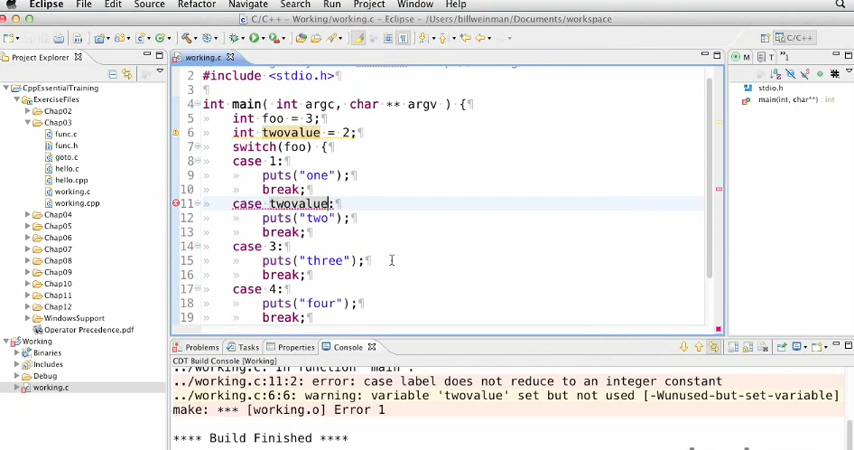 Eclipse File Edit Source Refactor Navigate Search Run Project Window Help
C/C++ - Working/working.c - Eclipse - /Users/billweinman/Documents/workspace
C/C++
Project Explorer
working.c
CppEssentialTraining
ExerciseFiles
Chap02
Chap03
func.c
func.h
goto.c
hello.c
hello.cpp
working.c
working.cpp
Chap04
Chap05
Chap06
Chap07
Chap08
Chap09
Chap10
Chap11
Chap12
WindowsSupport
Operator Precedence.pdf
Working
Binaries
Includes
Debug
working.c
2 #include <stdio.h>¶
3 ¶
4 int main( int argc, char ** argv ) {¶
5 int foo = 3;¶
6 int twovalue = 2;¶
7 switch(foo) {¶
8 case 1:¶
9 puts("one");¶
10 break;¶
11 case twovalue:¶
12 puts("two");¶
13 break;¶
14 case 3:¶
15 puts("three");¶
16 break;¶
17 case 4:¶
18 puts("four");¶
19 break;¶
M
T
1
stdio.h
main(int, char**) : int
Problems Tasks Properties Console
CDT Build Console [Working]
../working.c: In function 'main':
../working.c:11:2: error: case label does not reduce to an integer constant
../working.c:6:6: warning: variable 'twovalue' set but not used [-Wunused-but-set-variable]
make: *** [working.o] Error 1
**** Build Finished ****